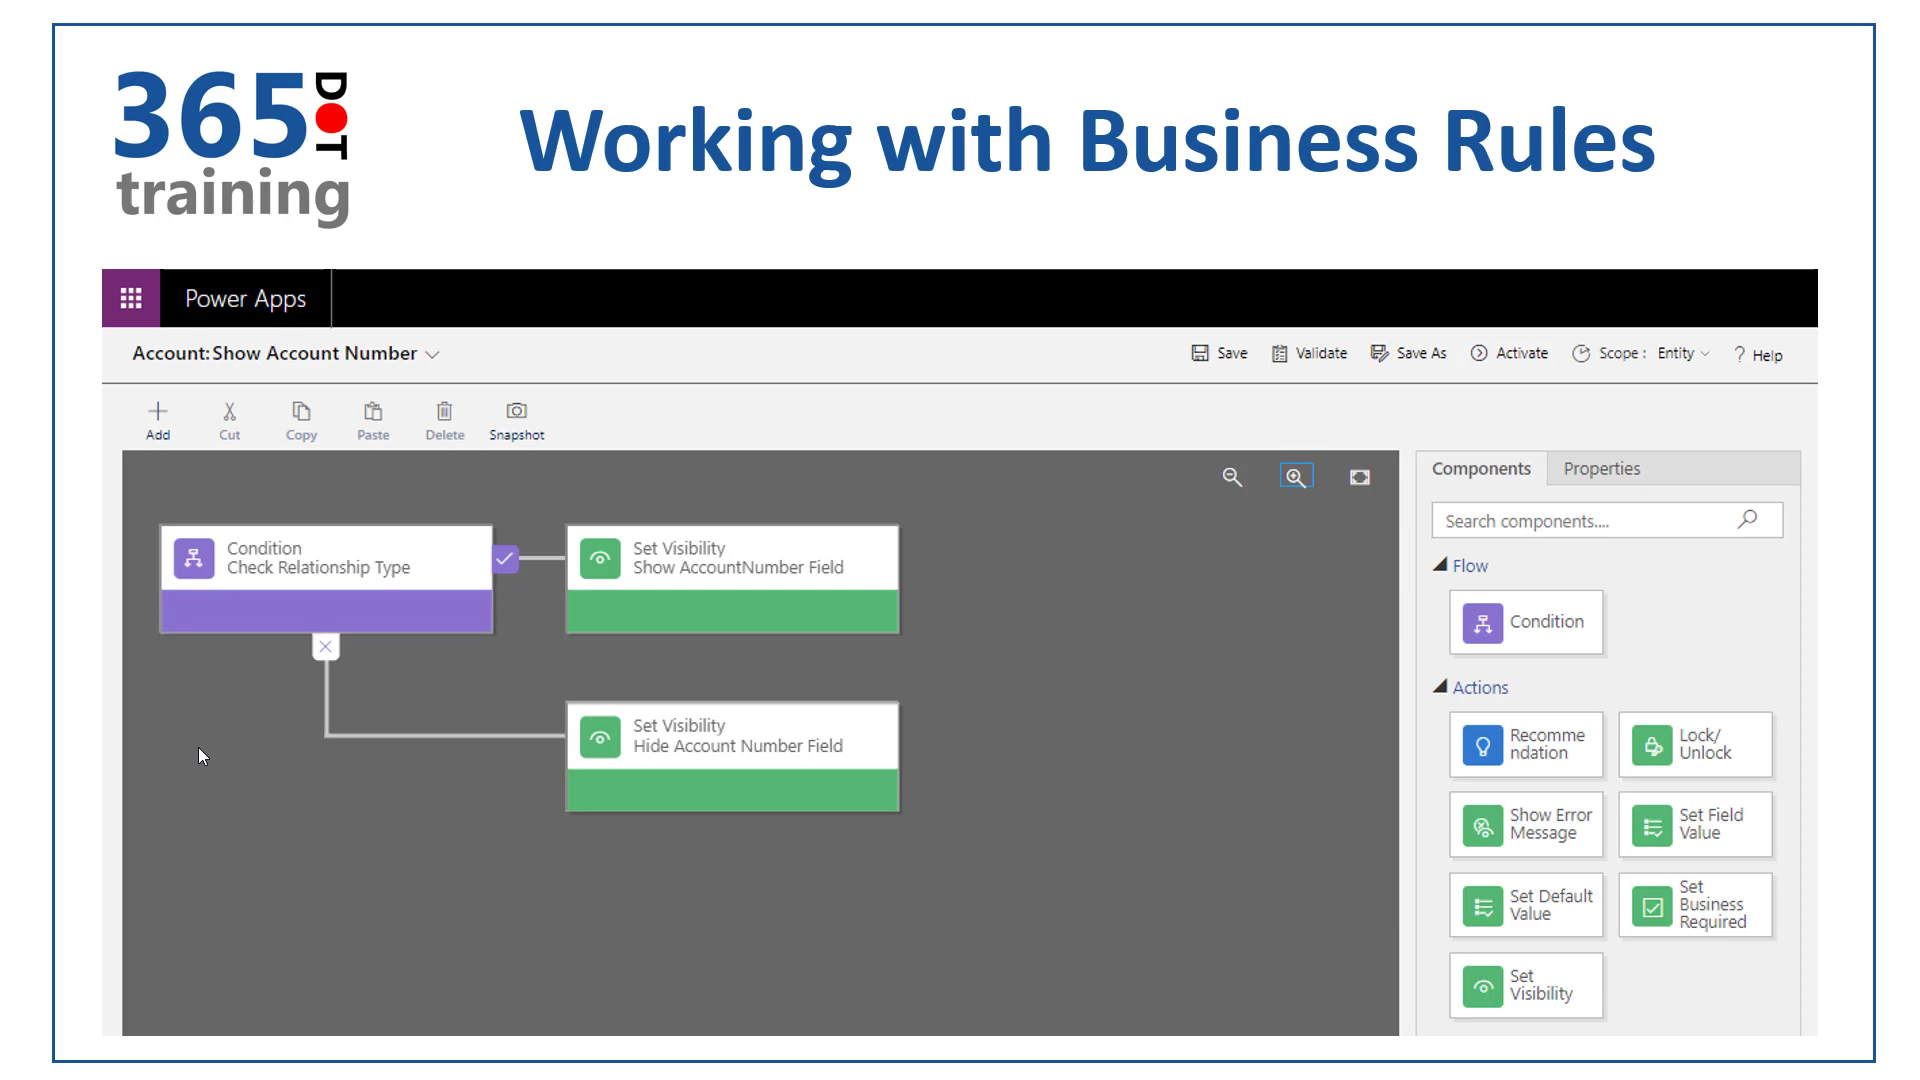 365 DOT
training
Working with Business Rules
Power Apps
Account:Show Account Number
Save Validate Save As Activate Scope : Entity ? Help
Add Cut Copy Paste Delete Snapshot
Components Properties
Search components....
Condition
Check Relationship Type
Set Visibility
Show AccountNumber Field
Flow
Condition
Set Visibility
Hide Account Number Field
Actions
Recomme
ndation
Lock/
Unlock
Show Error
Message
Set Field
Value
Set Default
Value
Set
Business
Required
Set
Visibility